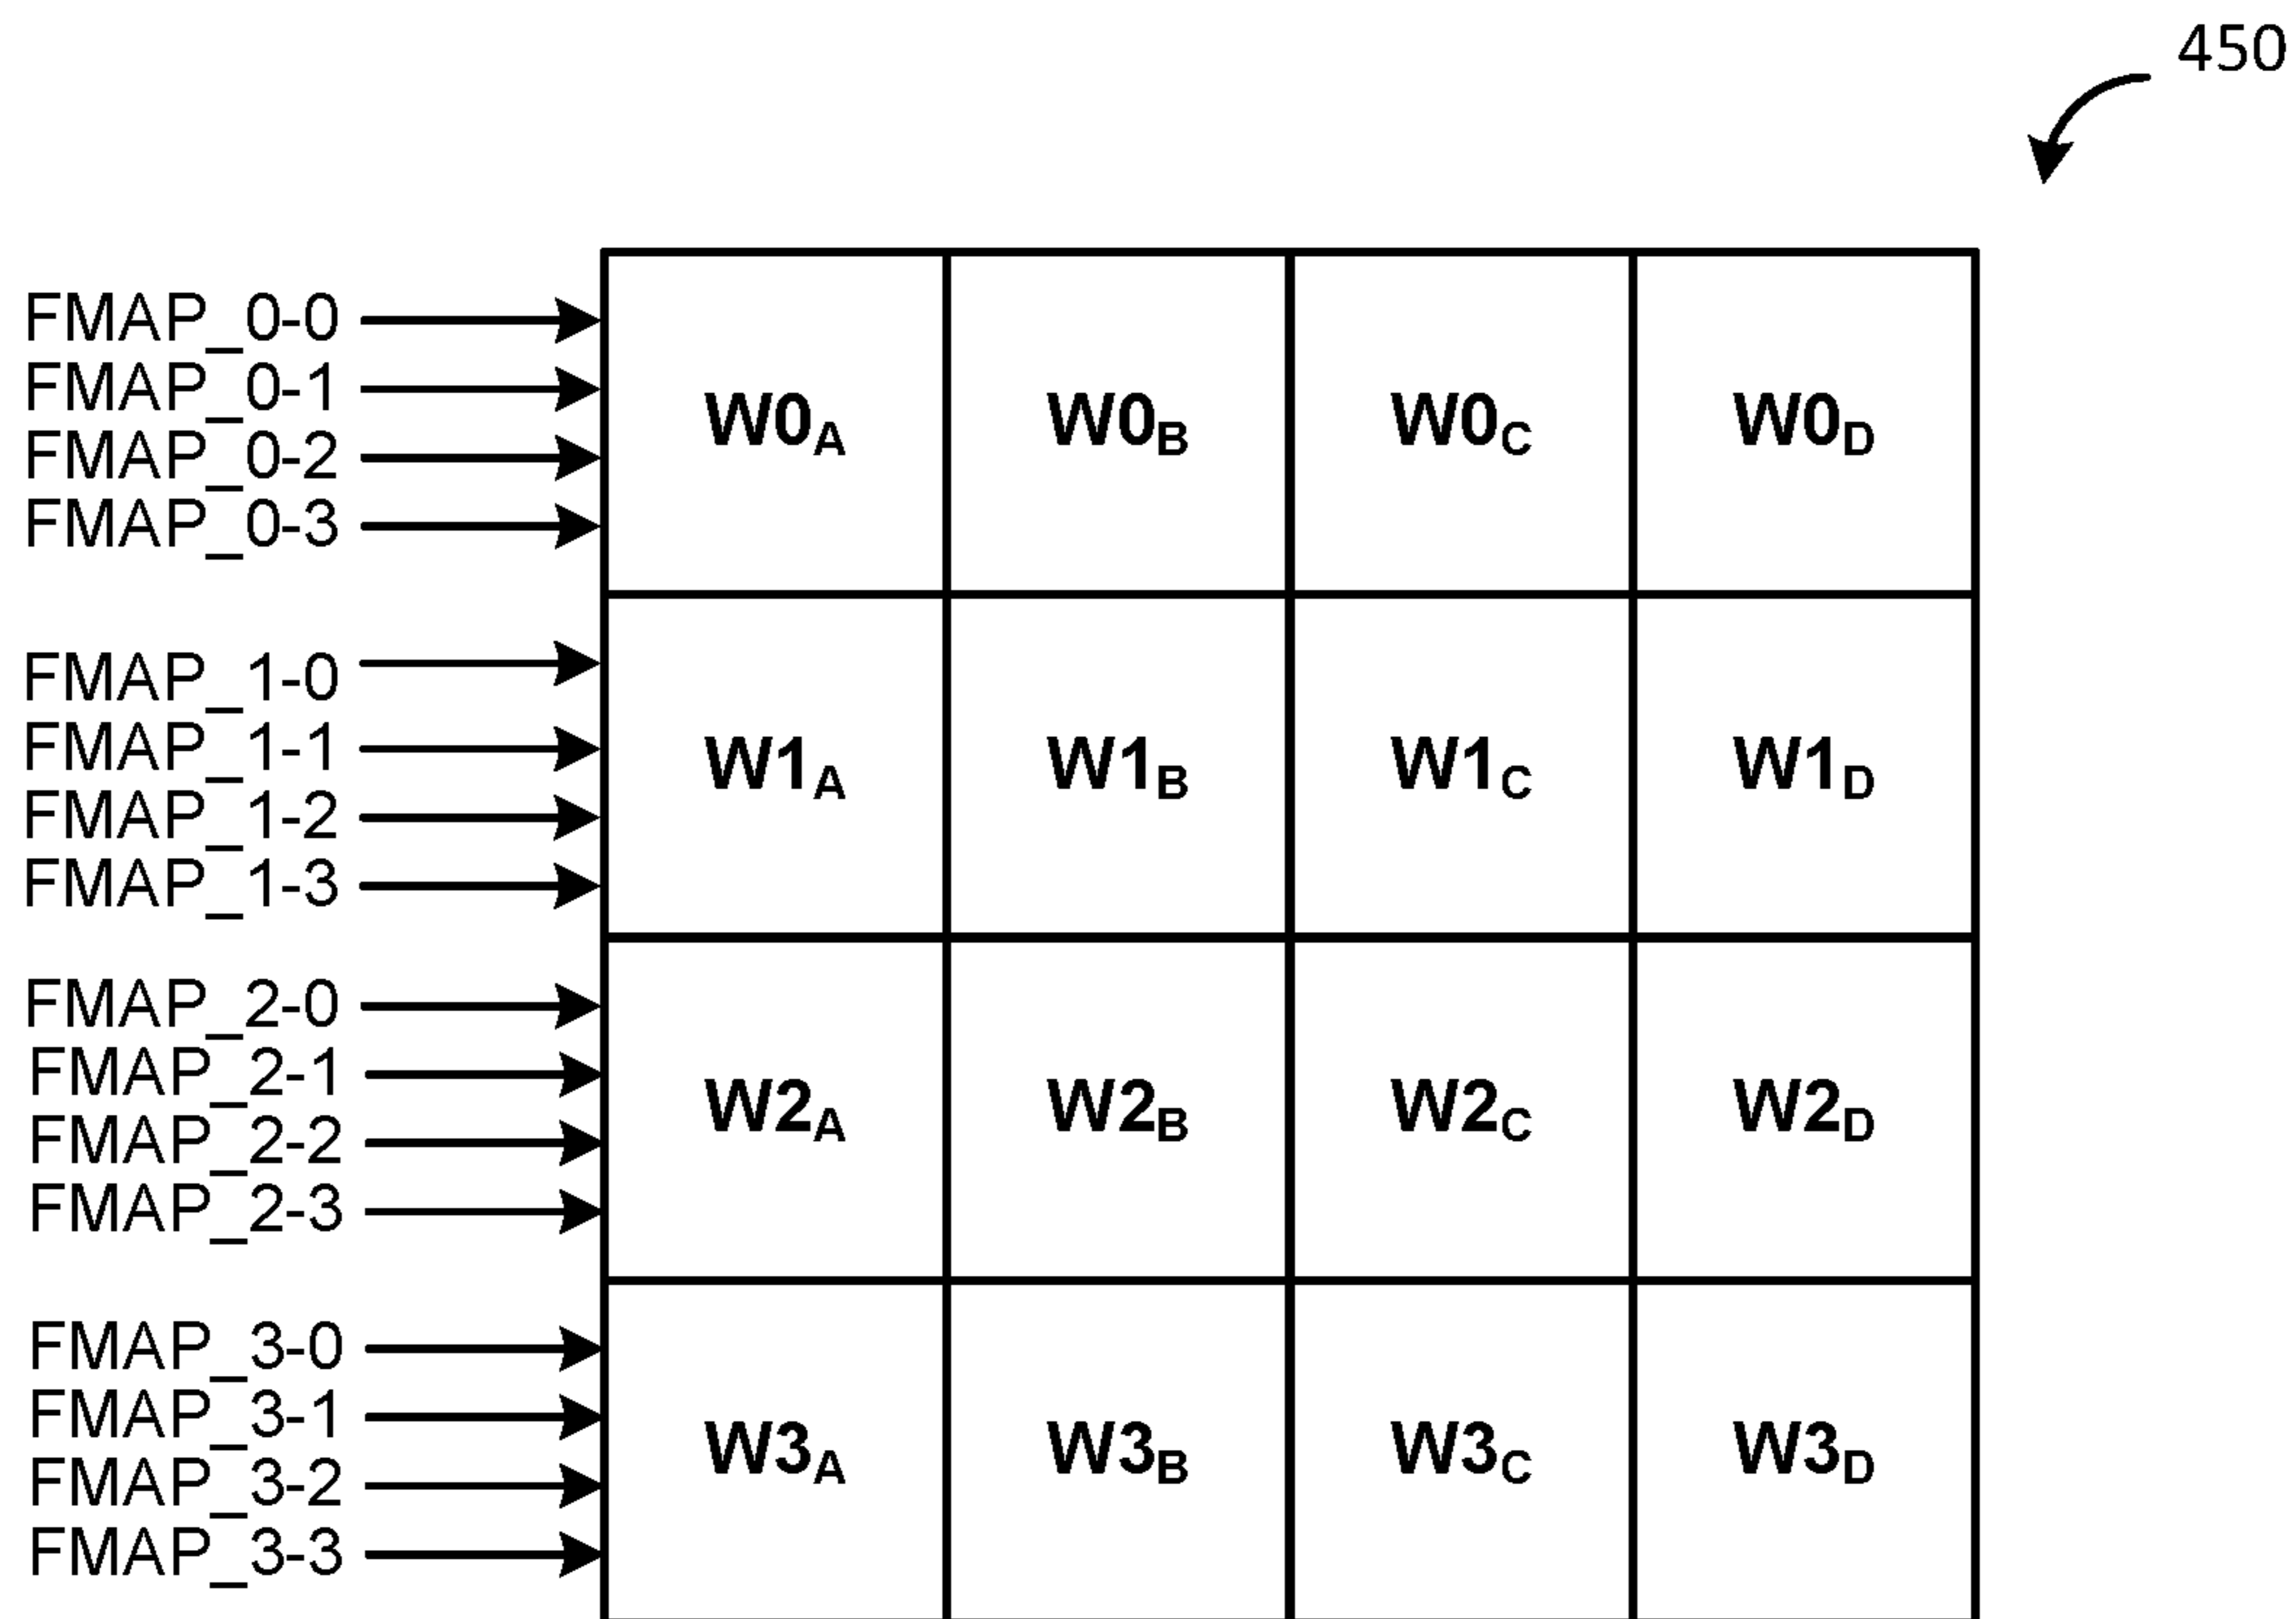 450
FMAP_0-0
FMAP_0-1
FMAP_0-2
FMAP_0-3
W0A W0B W0C W0D
FMAP_1-0
FMAP_1-1
FMAP_1-2
FMAP_1-3
W1A W1B W1C W1D
FMAP_2-0
FMAP_2-1
FMAP_2-2
FMAP_2-3
W2A W2B W2C W2D
FMAP_3-0
FMAP_3-1
FMAP_3-2
FMAP_3-3
W3A W3B W3C W3D